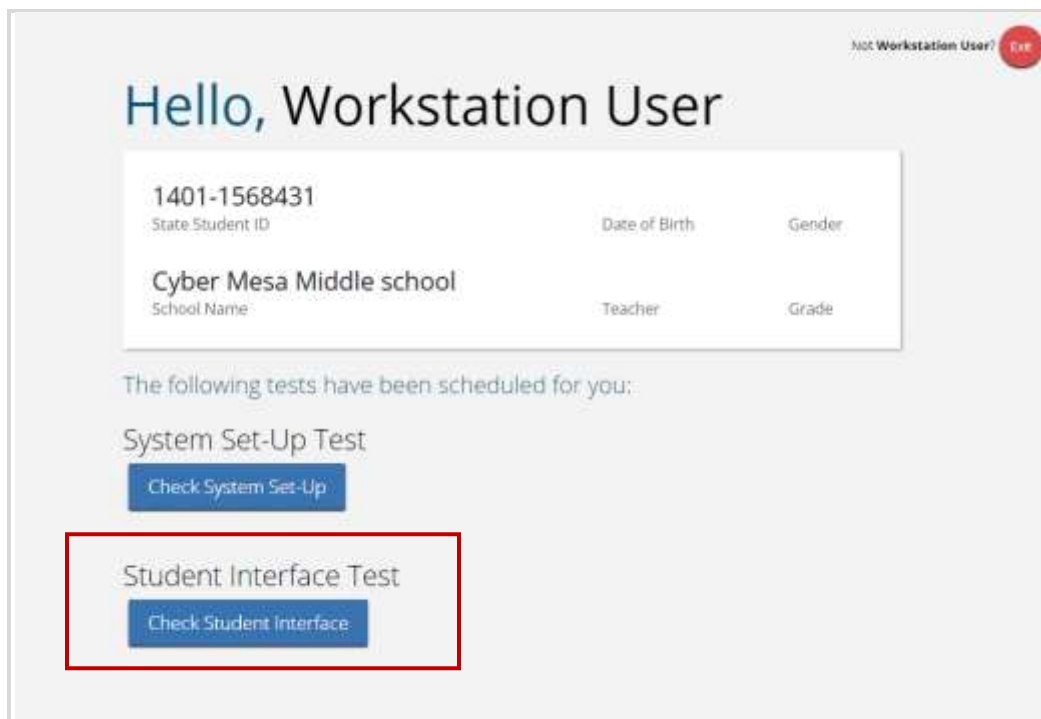 Not Workstation User? Exit
Hello, Workstation User
1401-1568431
State Student ID Date of Birth Gender
Cyber Mesa Middle school
School Name Teacher Grade
The following tests have been scheduled for you:
System Set-Up Test
Check System Set-Up
Student Interface Test
Check Student Interface